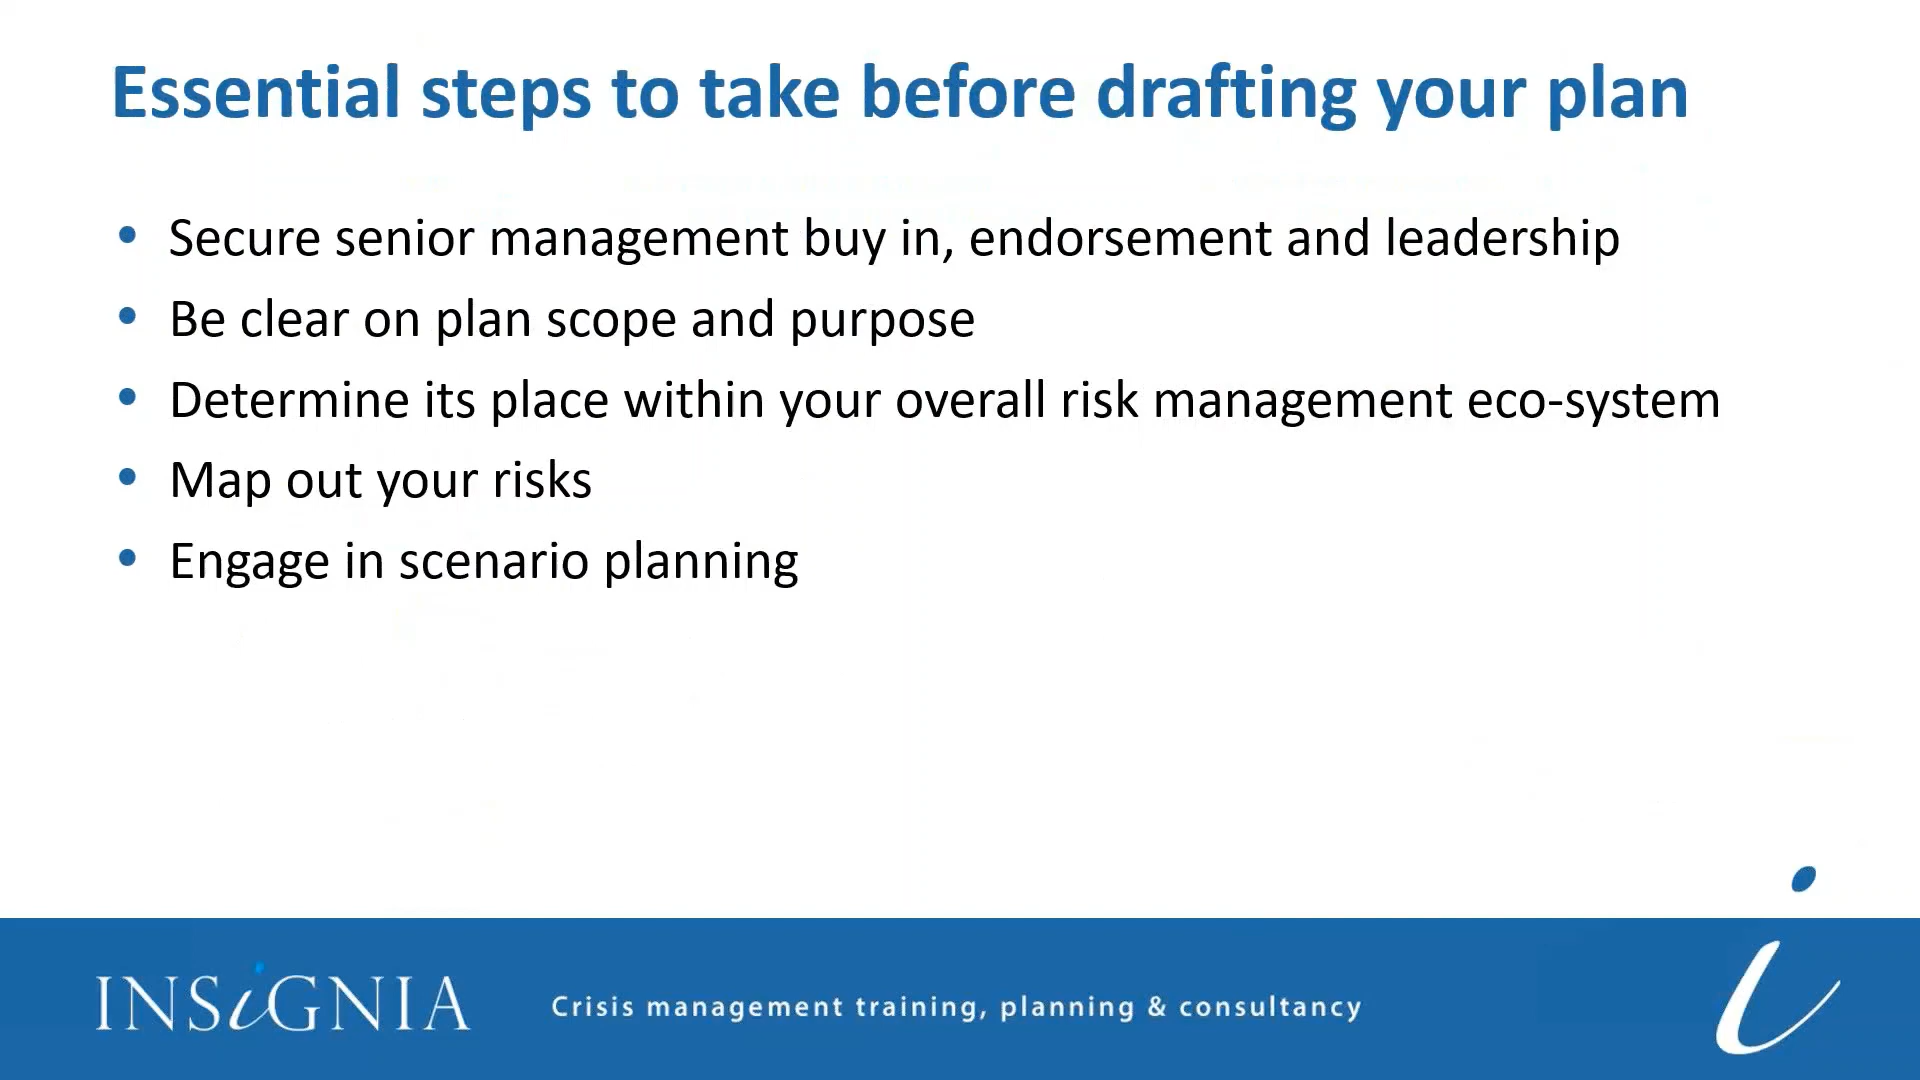 Essential steps to take before drafting your plan
• Secure senior management buy in, endorsement and leadership
• Be clear on plan scope and purpose
• Determine its place within your overall risk management eco-system
• Map out your risks
• Engage in scenario planning
INSiGNIA
Crisis management training, planning & consultancy
i